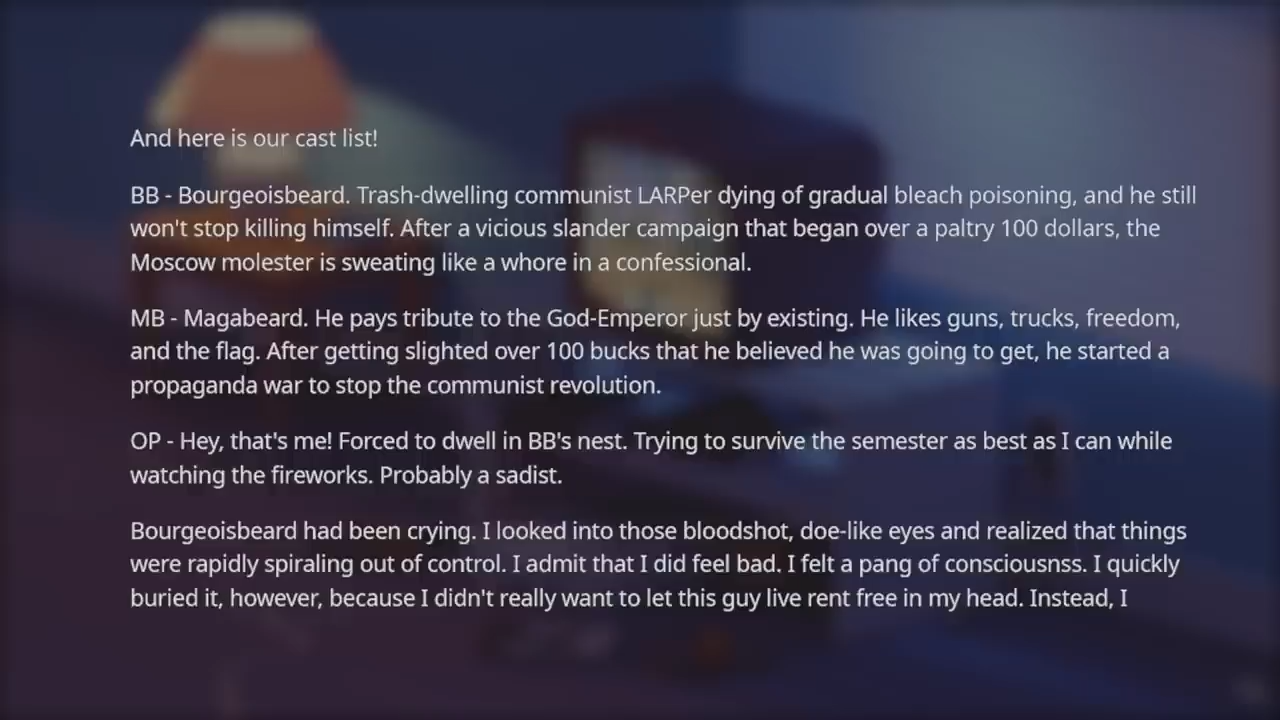 And here is our cast list!
BB - Bourgeoisbeard. Trash-dwelling communist LARPer dying of gradual bleach poisoning, and he still
won't stop killing himself. After a vicious slander campaign that began over a paltry 100 dollars, the
Moscow molester is sweating like a whore in a confessional.
MB - Magabeard. He pays tribute to the God-Emperor just by existing. He likes guns, trucks, freedom,
and the flag. After getting slighted over 100 bucks that he believed he was going to get, he started a
propaganda war to stop the communist revolution.
OP - Hey, that's me! Forced to dwell in BB's nest. Trying to survive the semester as best as I can while
watching the fireworks. Probably a sadist.
Bourgeoisbeard had been crying. I looked into those bloodshot, doe-like eyes and realized that things
were rapidly spiraling out of control. I admit that I did feel bad. I felt a pang of consciousnss. I quickly
buried it, however, because I didn't really want to let this guy live rent free in my head. Instead, I